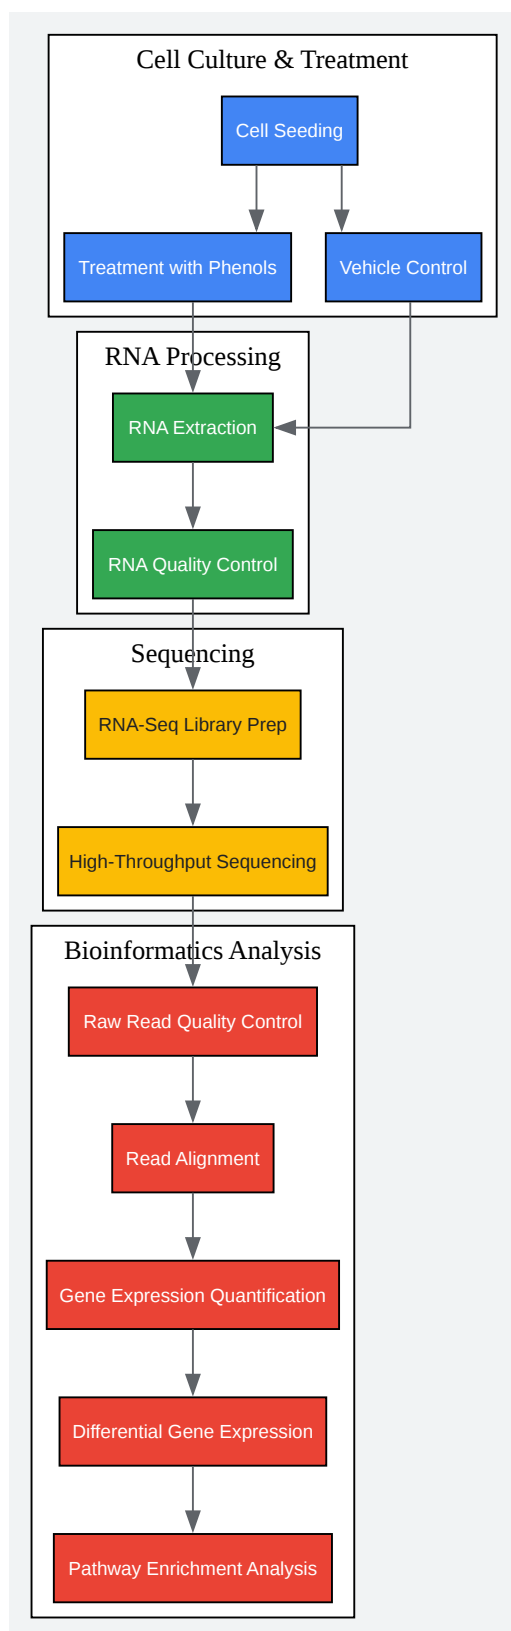 Cell Culture & Treatment
Cell Seeding
Treatment with Phenols
Vehicle Control
RNA Processing
RNA Extraction
RNA Quality Control
Sequencing
RNA-Seq Library Prep
High-Throughput Sequencing
Bioinformatics Analysis
Raw Read Quality Control
Read Alignment
Gene Expression Quantification
Differential Gene Expression
Pathway Enrichment Analysis